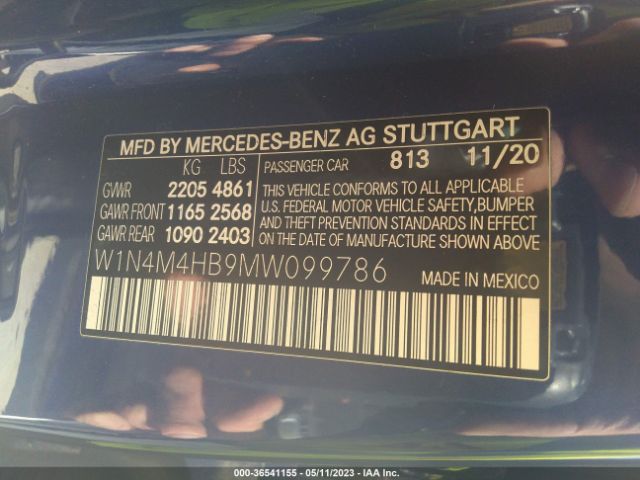 MFD BY MERCEDES-BENZ AG STUTTGART
KG LBS PASSENGER CAR 813 11/20
GVWR 2205 4861
GAWR FRONT 1165 2568
GAWR REAR 1090 2403
THIS VEHICLE CONFORMS TO ALL APPLICABLE
U.S. FEDERAL MOTOR VEHICLE SAFETY,BUMPER
AND THEFT PREVENTION STANDARDS IN EFFECT
ON THE DATE OF MANUFACTURE SHOWN ABOVE
W1N4M4HB9MW099786 MADE IN MEXICO
000-36541155 - 05/11/2023 - IAA Inc.